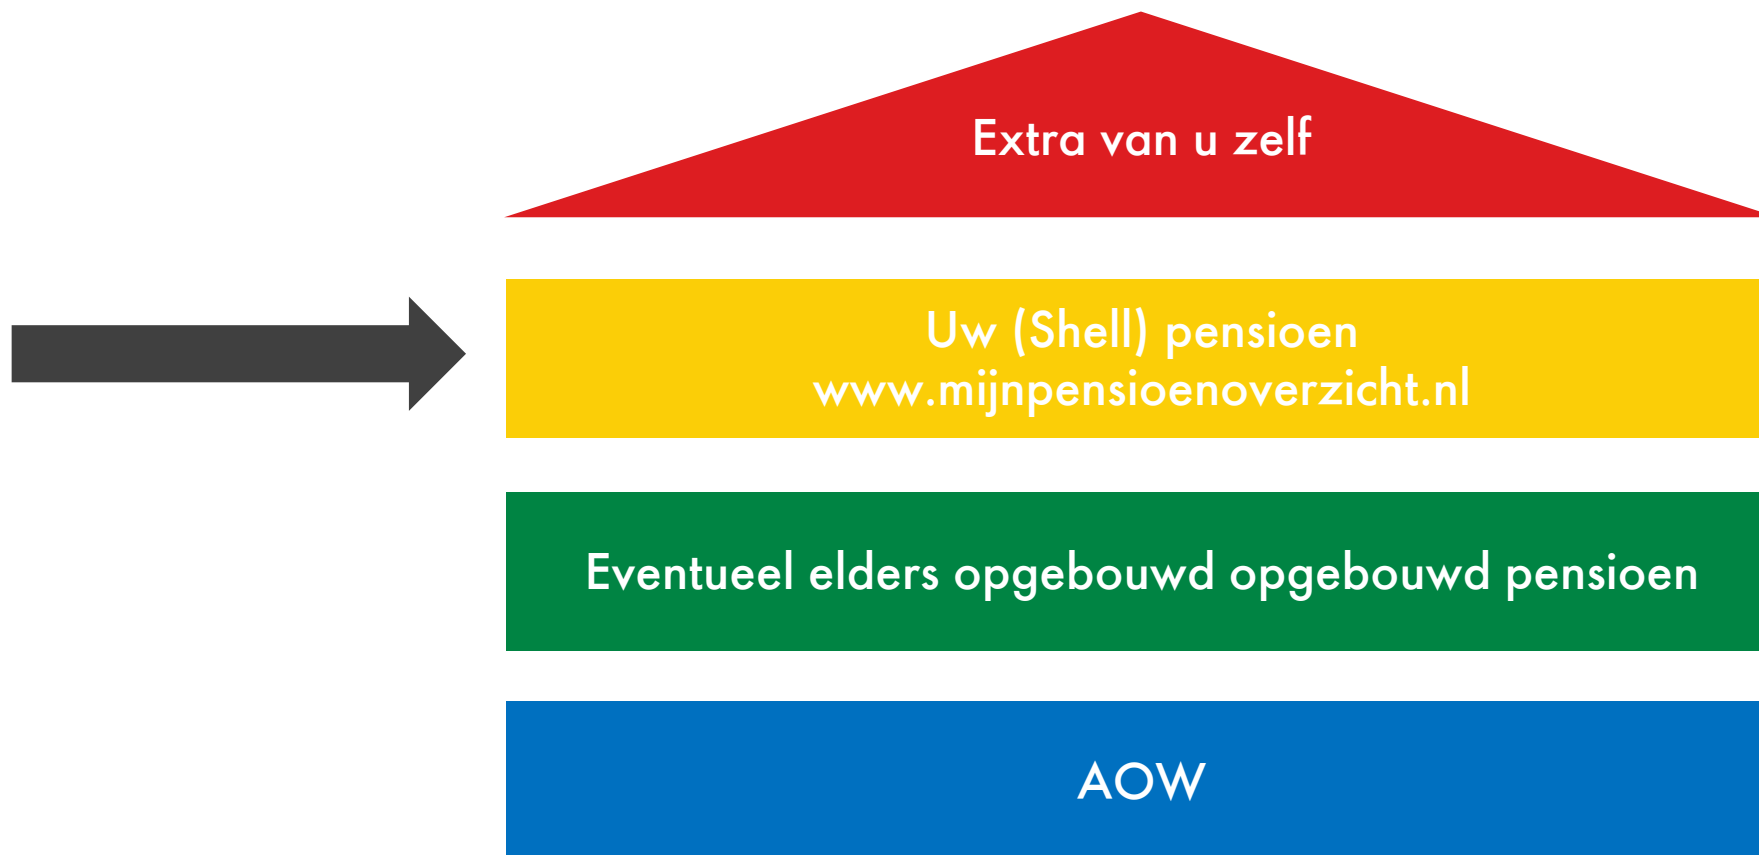 Extra van u zelf
Uw (Shell) pensioen
www.mijnpensioenoverzicht.nl
Eventueel elders opgebouwd opgebouwd pensioen
AOW